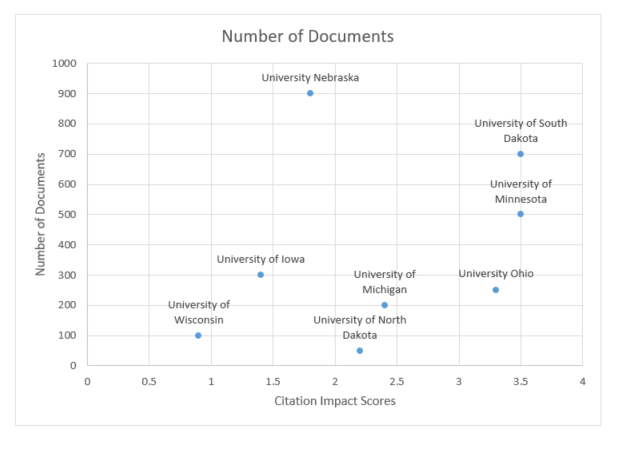 Number of Documents
1000
900
800
700
600
500
400
300
200
100
0
Number of Documents
University Nebraska
University of South
Dakota
University of
Minnesota
University of Iowa
University of
Michigan
University Ohio
University of
Wisconsin
University of North
Dakota
0
0.5
1
1.5
2
2.5
3
3.5
4
Citation Impact Scores